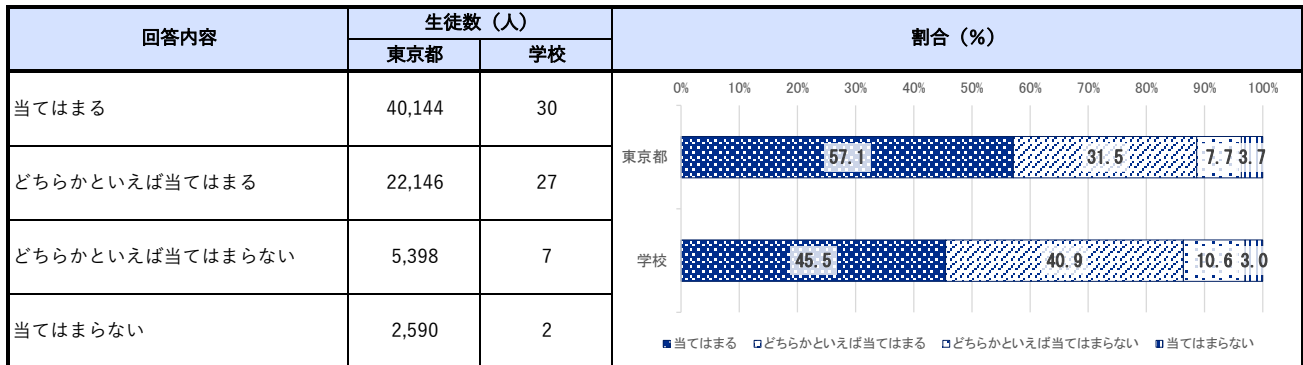 回答内容 生徒数（人） 割合（%）
東京都 学校
当てはまる 40,144 30
どちらかといえば当てはまる 22,146 27
どちらかといえば当てはまらない 5,398 7
当てはまらない 2,590 2
0% 10% 20% 30% 40% 50% 60% 70% 80% 90% 100%
東京都 57.1 31.5 7.7 3.7
学校 45.5 40.9 10.6 3.0
当てはまる どちらかといえば当てはまる どちらかといえば当てはまらない 当てはまらない